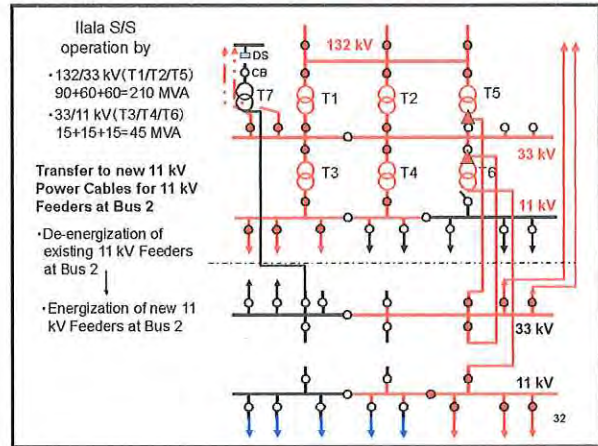 Ilala S/S
operation by
・132/33 kV(T1/T2/T5)
90+60+60=210 MVA
・33/11 kV(T3/T4/T6)
15+15+15=45 MVA
Transfer to new 11 kV
Power Cables for 11 kV
Feeders at Bus 2
・De-energization of
existing 11 kV Feeders
at Bus 2
・Energization of new 11
kV Feeders at Bus 2
132 kV
DS
CB
T7
T1
T2
T5
33 kV
T3
T4
T6
11 kV
33 kV
11 kV
32